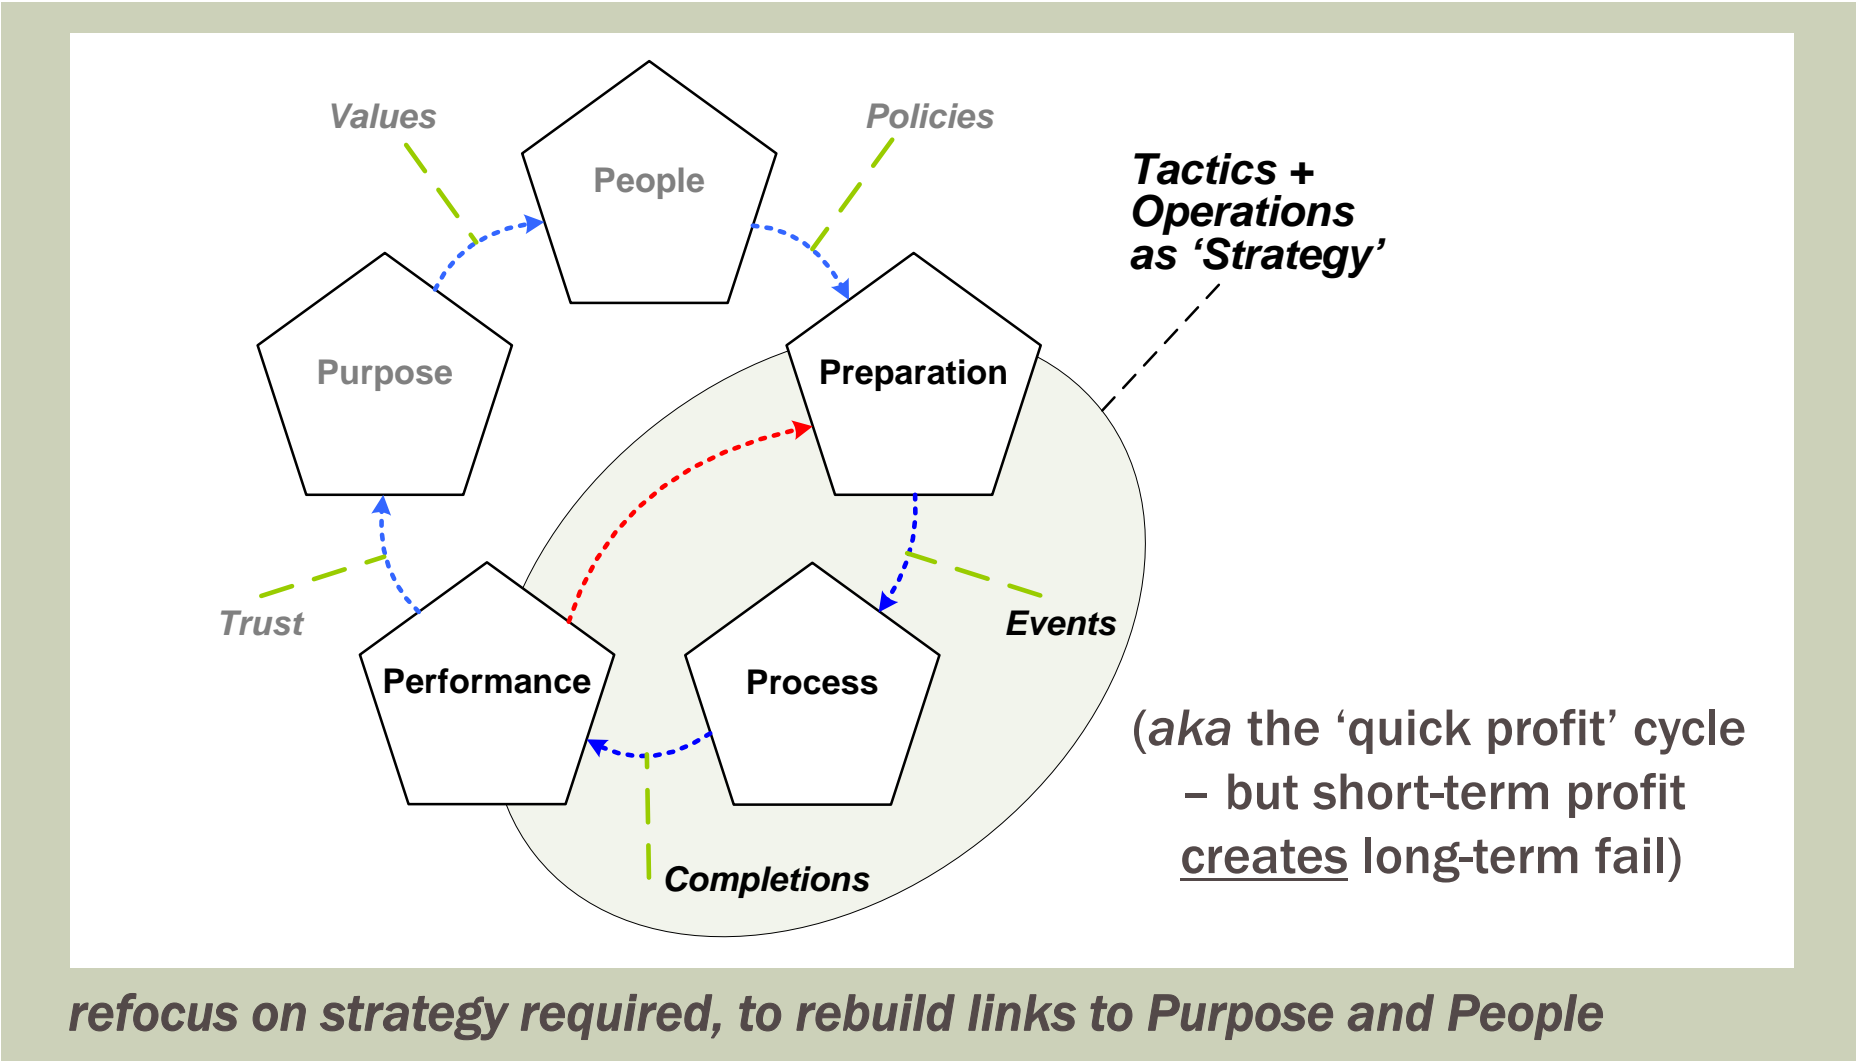 Values
Policies
People
Tactics +
Operations
as ‘Strategy’
Purpose
Preparation
Trust
Events
Performance
Process
(aka the ‘quick profit’ cycle
– but short-term profit
creates long-term fail)
Completions
refocus on strategy required, to rebuild links to Purpose and People